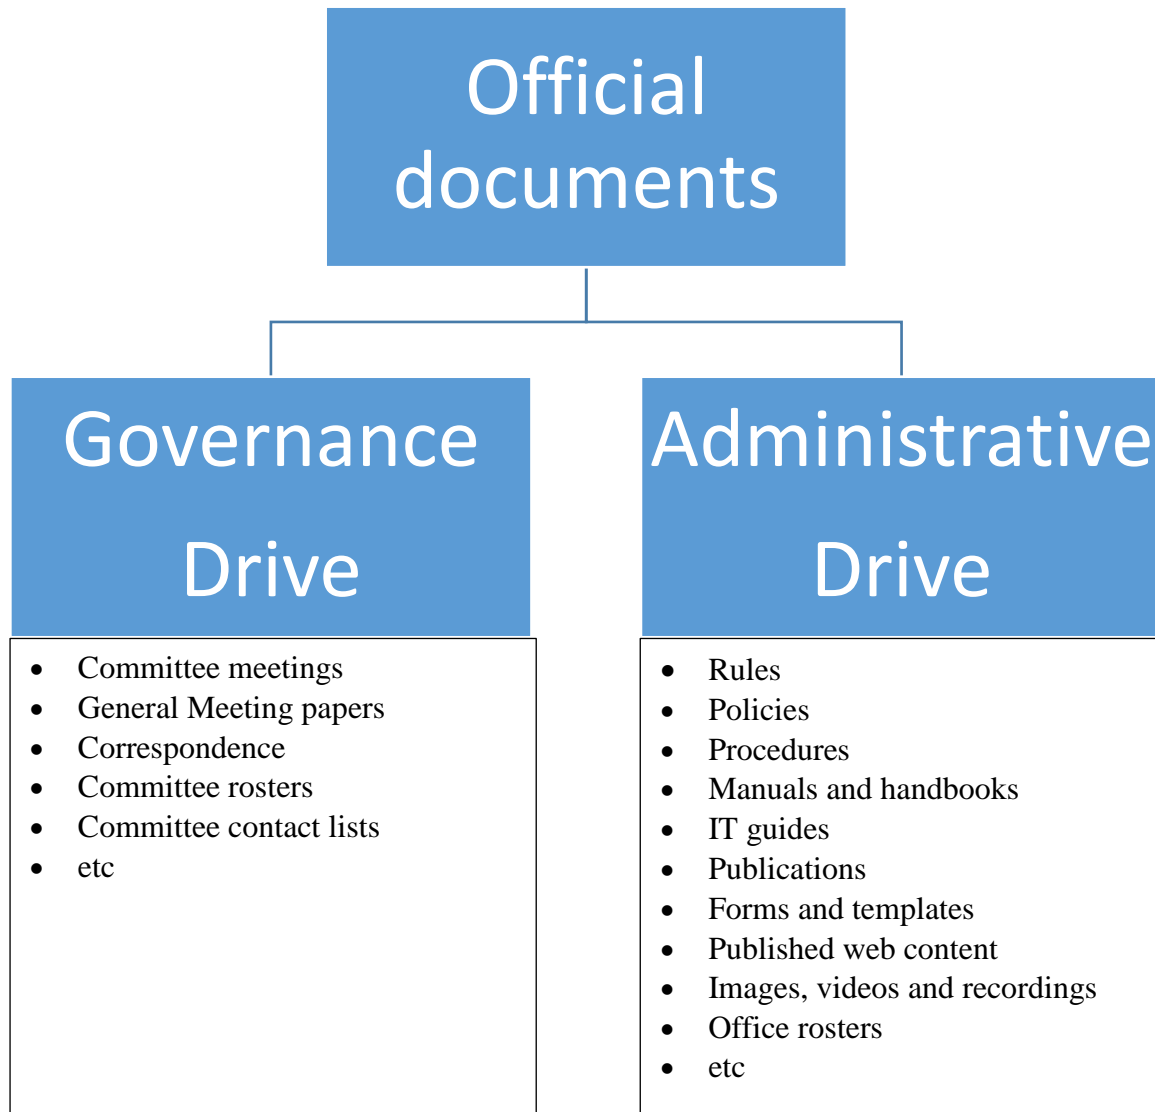 Official
documents
Governance
Drive
• Committee meetings
• General Meeting papers
• Correspondence
• Committee rosters
• Committee contact lists
• etc
Administrative
Drive
• Rules
• Policies
• Procedures
• Manuals and handbooks
• IT guides
• Publications
• Forms and templates
• Published web content
• Images, videos and recordings
• Office rosters
• etc